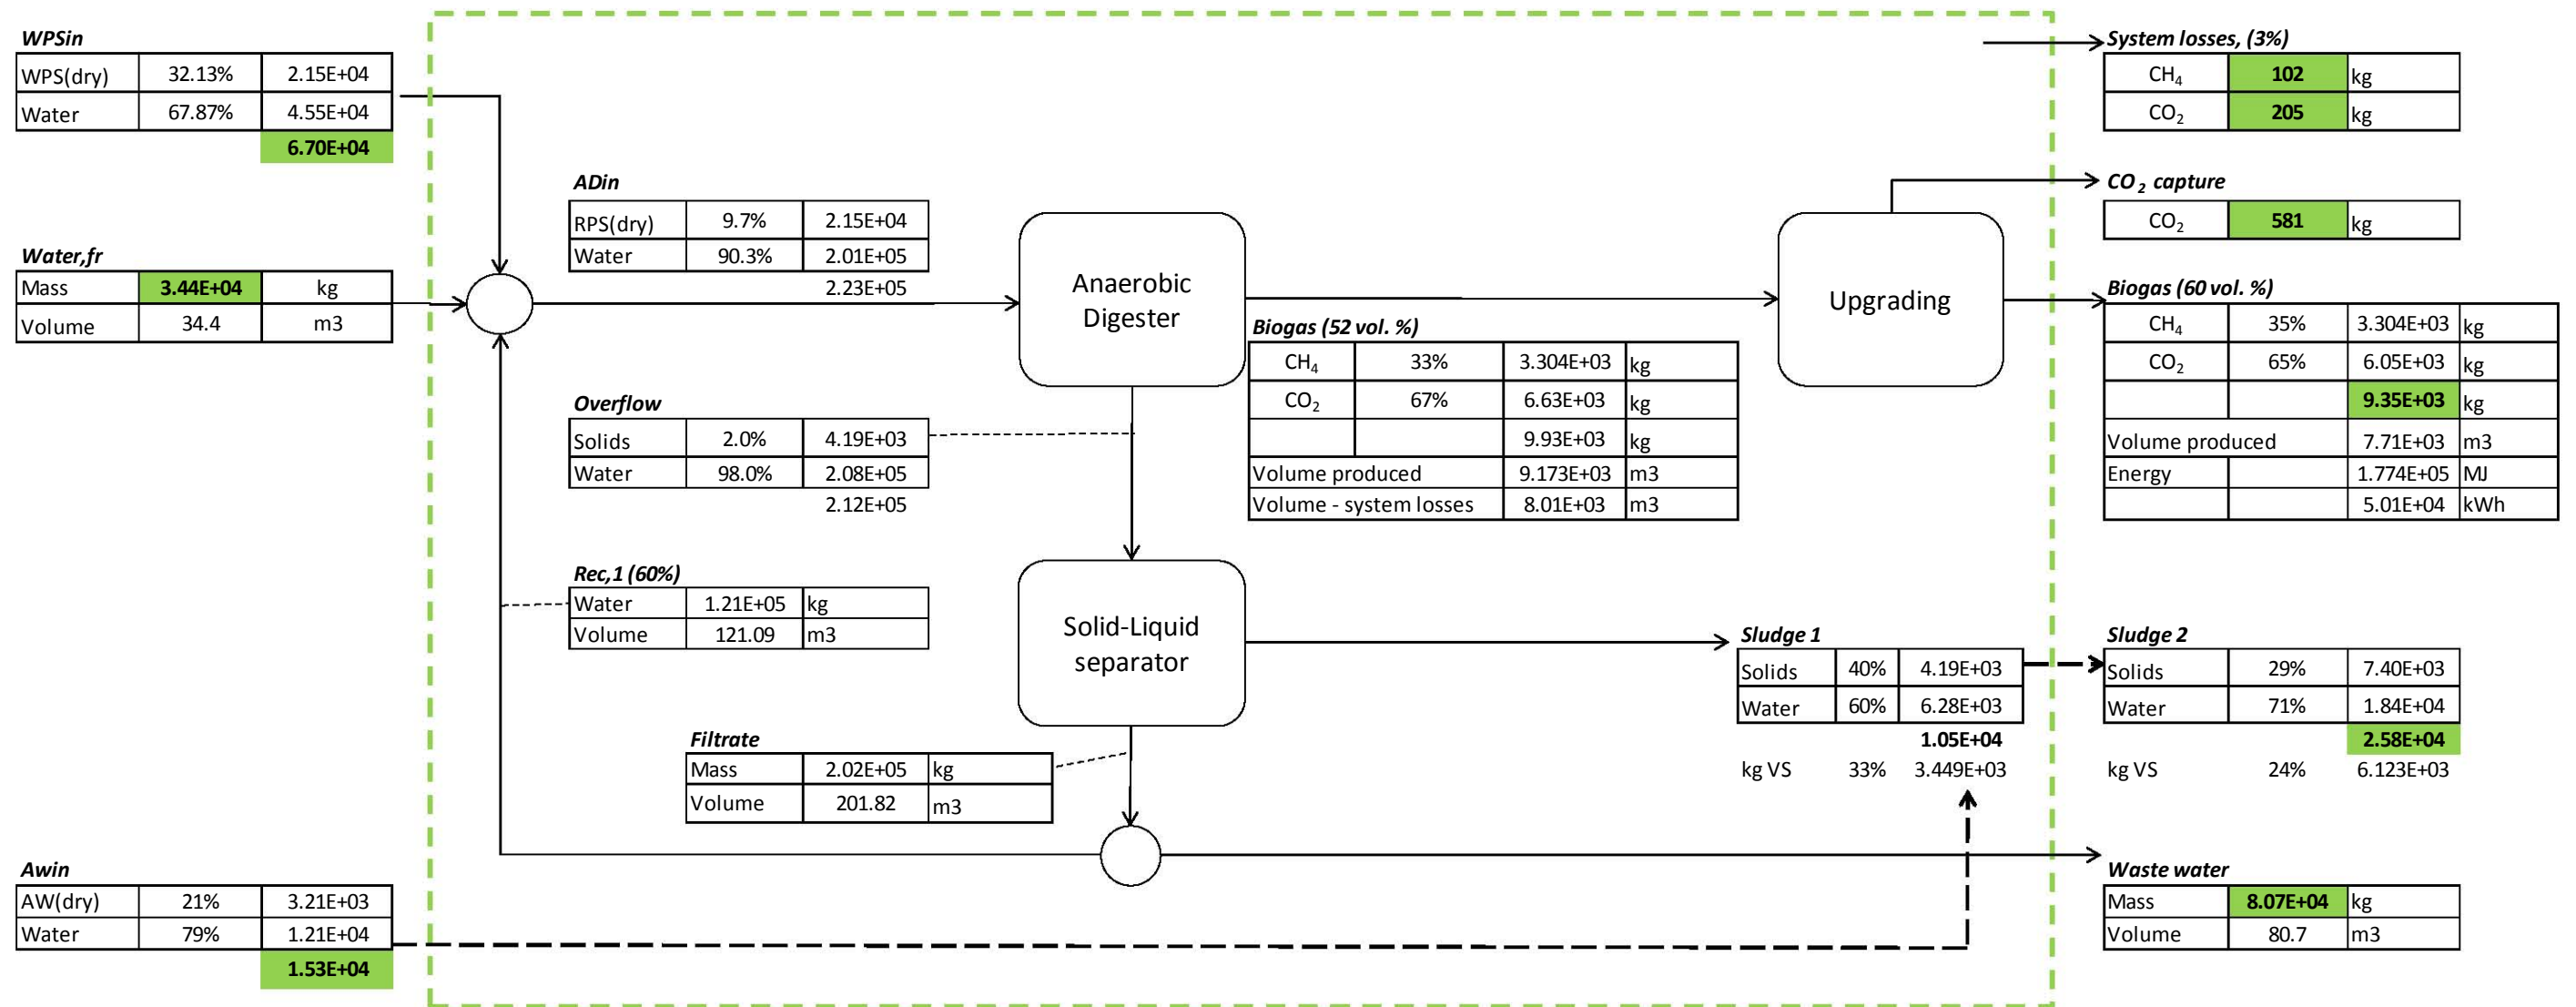 WPSin
WPS(dry) 32.13% 2.15E+04
Water 67.87% 4.55E+04
6.70E+04
Water,fr
Mass 3.44E+04 kg
Volume 34.4 m3
ADin
RPS(dry) 9.7% 2.15E+04
Water 90.3% 2.01E+05
2.23E+05
Anaerobic
Digester
Upgrading
Biogas (52 vol. %)
CH4 33% 3.304E+03 kg
CO2 67% 6.63E+03 kg
9.93E+03 kg
Volume produced 9.173E+03 m3
Volume - system losses 8.01E+03 m3
Overflow
Solids 2.0% 4.19E+03
Water 98.0% 2.08E+05
2.12E+05
Rec,1 (60%)
Water 1.21E+05 kg
Volume 121.09 m3
Solid-Liquid
separator
Filtrate
Mass 2.02E+05 kg
Volume 201.82 m3
Sludge 1
Solids 40% 4.19E+03
Water 60% 6.28E+03
1.05E+04
kg VS 33% 3.449E+03
Awin
AW(dry) 21% 3.21E+03
Water 79% 1.21E+04
1.53E+04
System losses, (3%)
CH4 102 kg
CO2 205 kg
CO2 capture
CO2 581 kg
Biogas (60 vol. %)
CH4 35% 3.304E+03 kg
CO2 65% 6.05E+03 kg
9.35E+03 kg
Volume produced 7.71E+03 m3
Energy 1.774E+05 MJ
5.01E+04 kWh
Sludge 2
Solids 29% 7.40E+03
Water 71% 1.84E+04
2.58E+04
kg VS 24% 6.123E+03
Waste water
Mass 8.07E+04 kg
Volume 80.7 m3